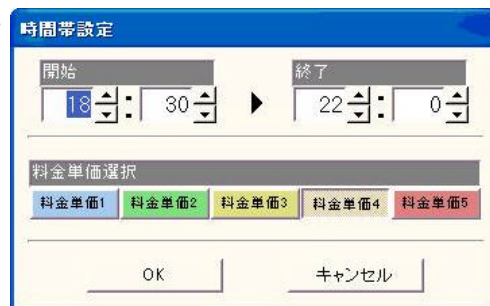 時間帯設定
開始 終了
18 : 30 ▶ 22 : 0
料金単価選択
料金単価1 料金単価2 料金単価3 料金単価4 料金単価5
OK キャンセル